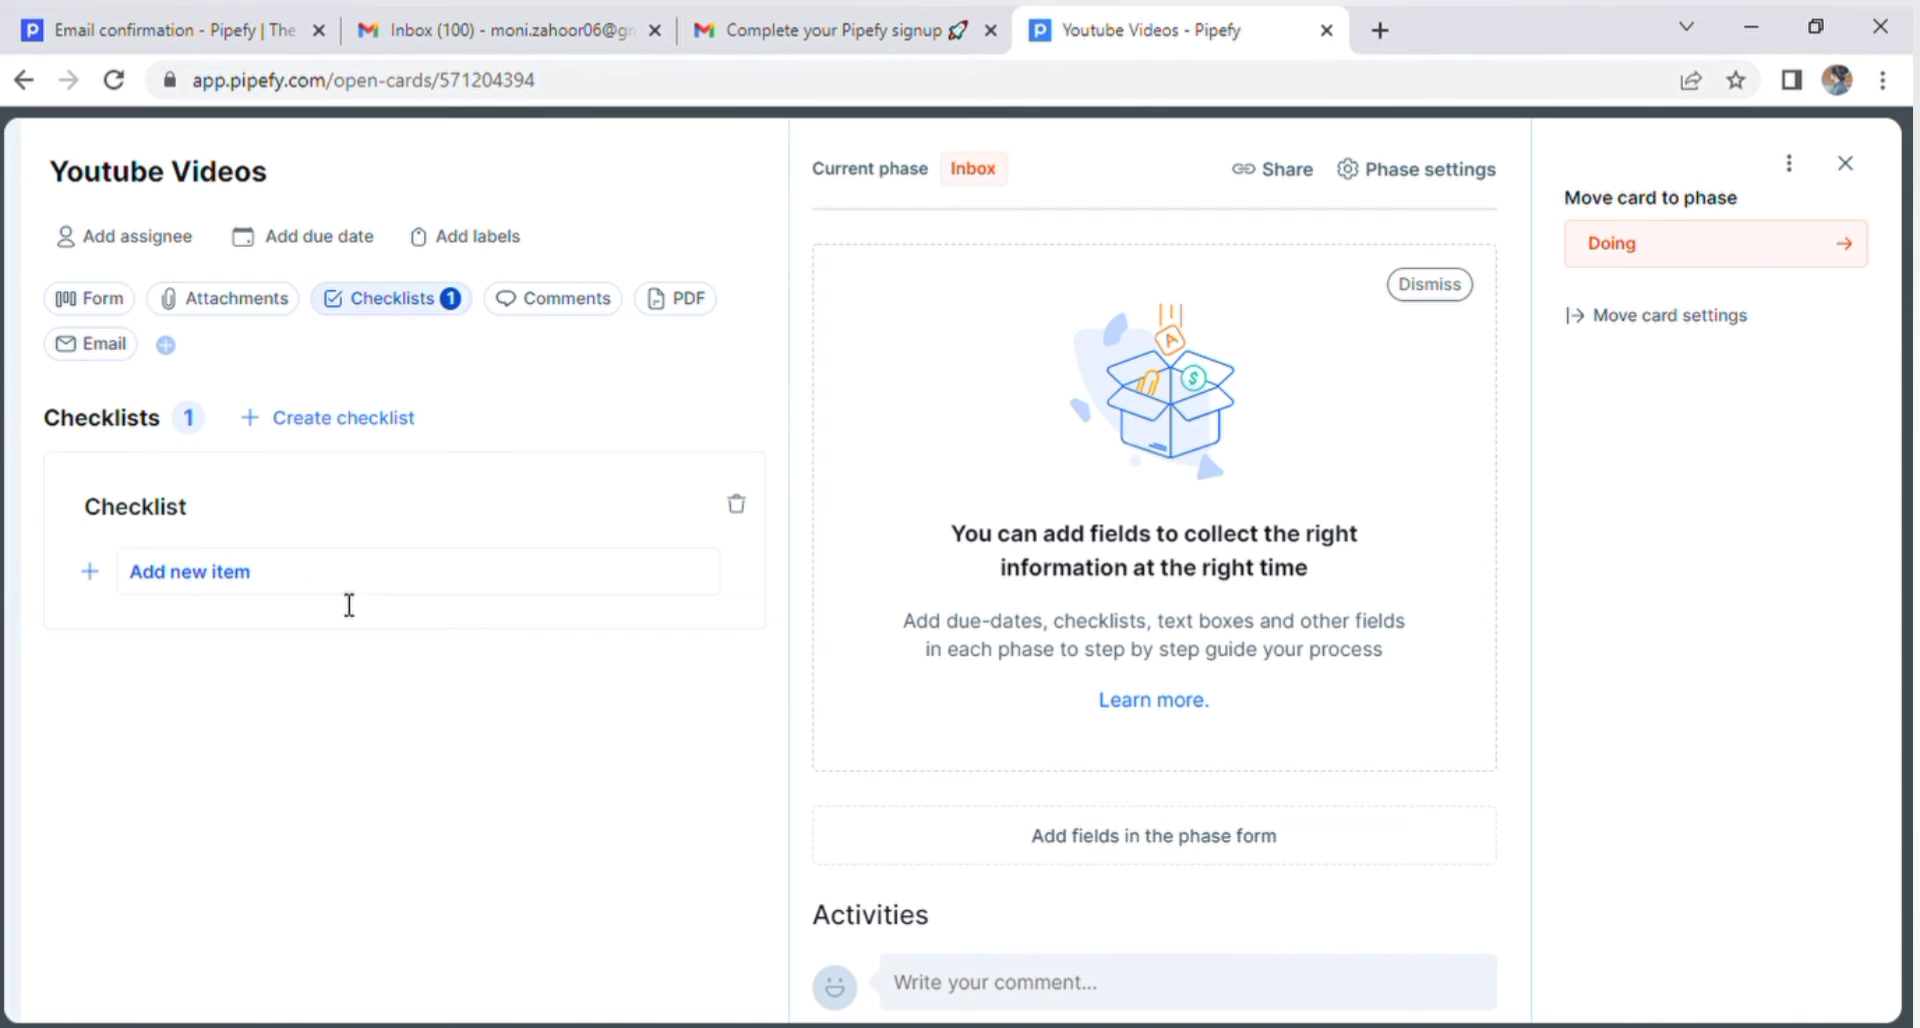 Email confirmation - Pipefy | The
Inbox (100) - moni.zahoor06@gm
Complete your Pipefy signup 🚀
Youtube Videos - Pipefy
app.pipefy.com/open-cards/571204394
Youtube Videos
Add assignee
Add due date
Add labels
Form
Attachments
Checklists 1
Comments
PDF
Email
Checklists 1
+ Create checklist
Checklist
+ Add new item
Current phase Inbox
Share
Phase settings
Dismiss
You can add fields to collect the right
information at the right time
Add due-dates, checklists, text boxes and other fields
in each phase to step by step guide your process
Learn more.
Add fields in the phase form
Activities
Write your comment...
Move card to phase
Doing
Move card settings